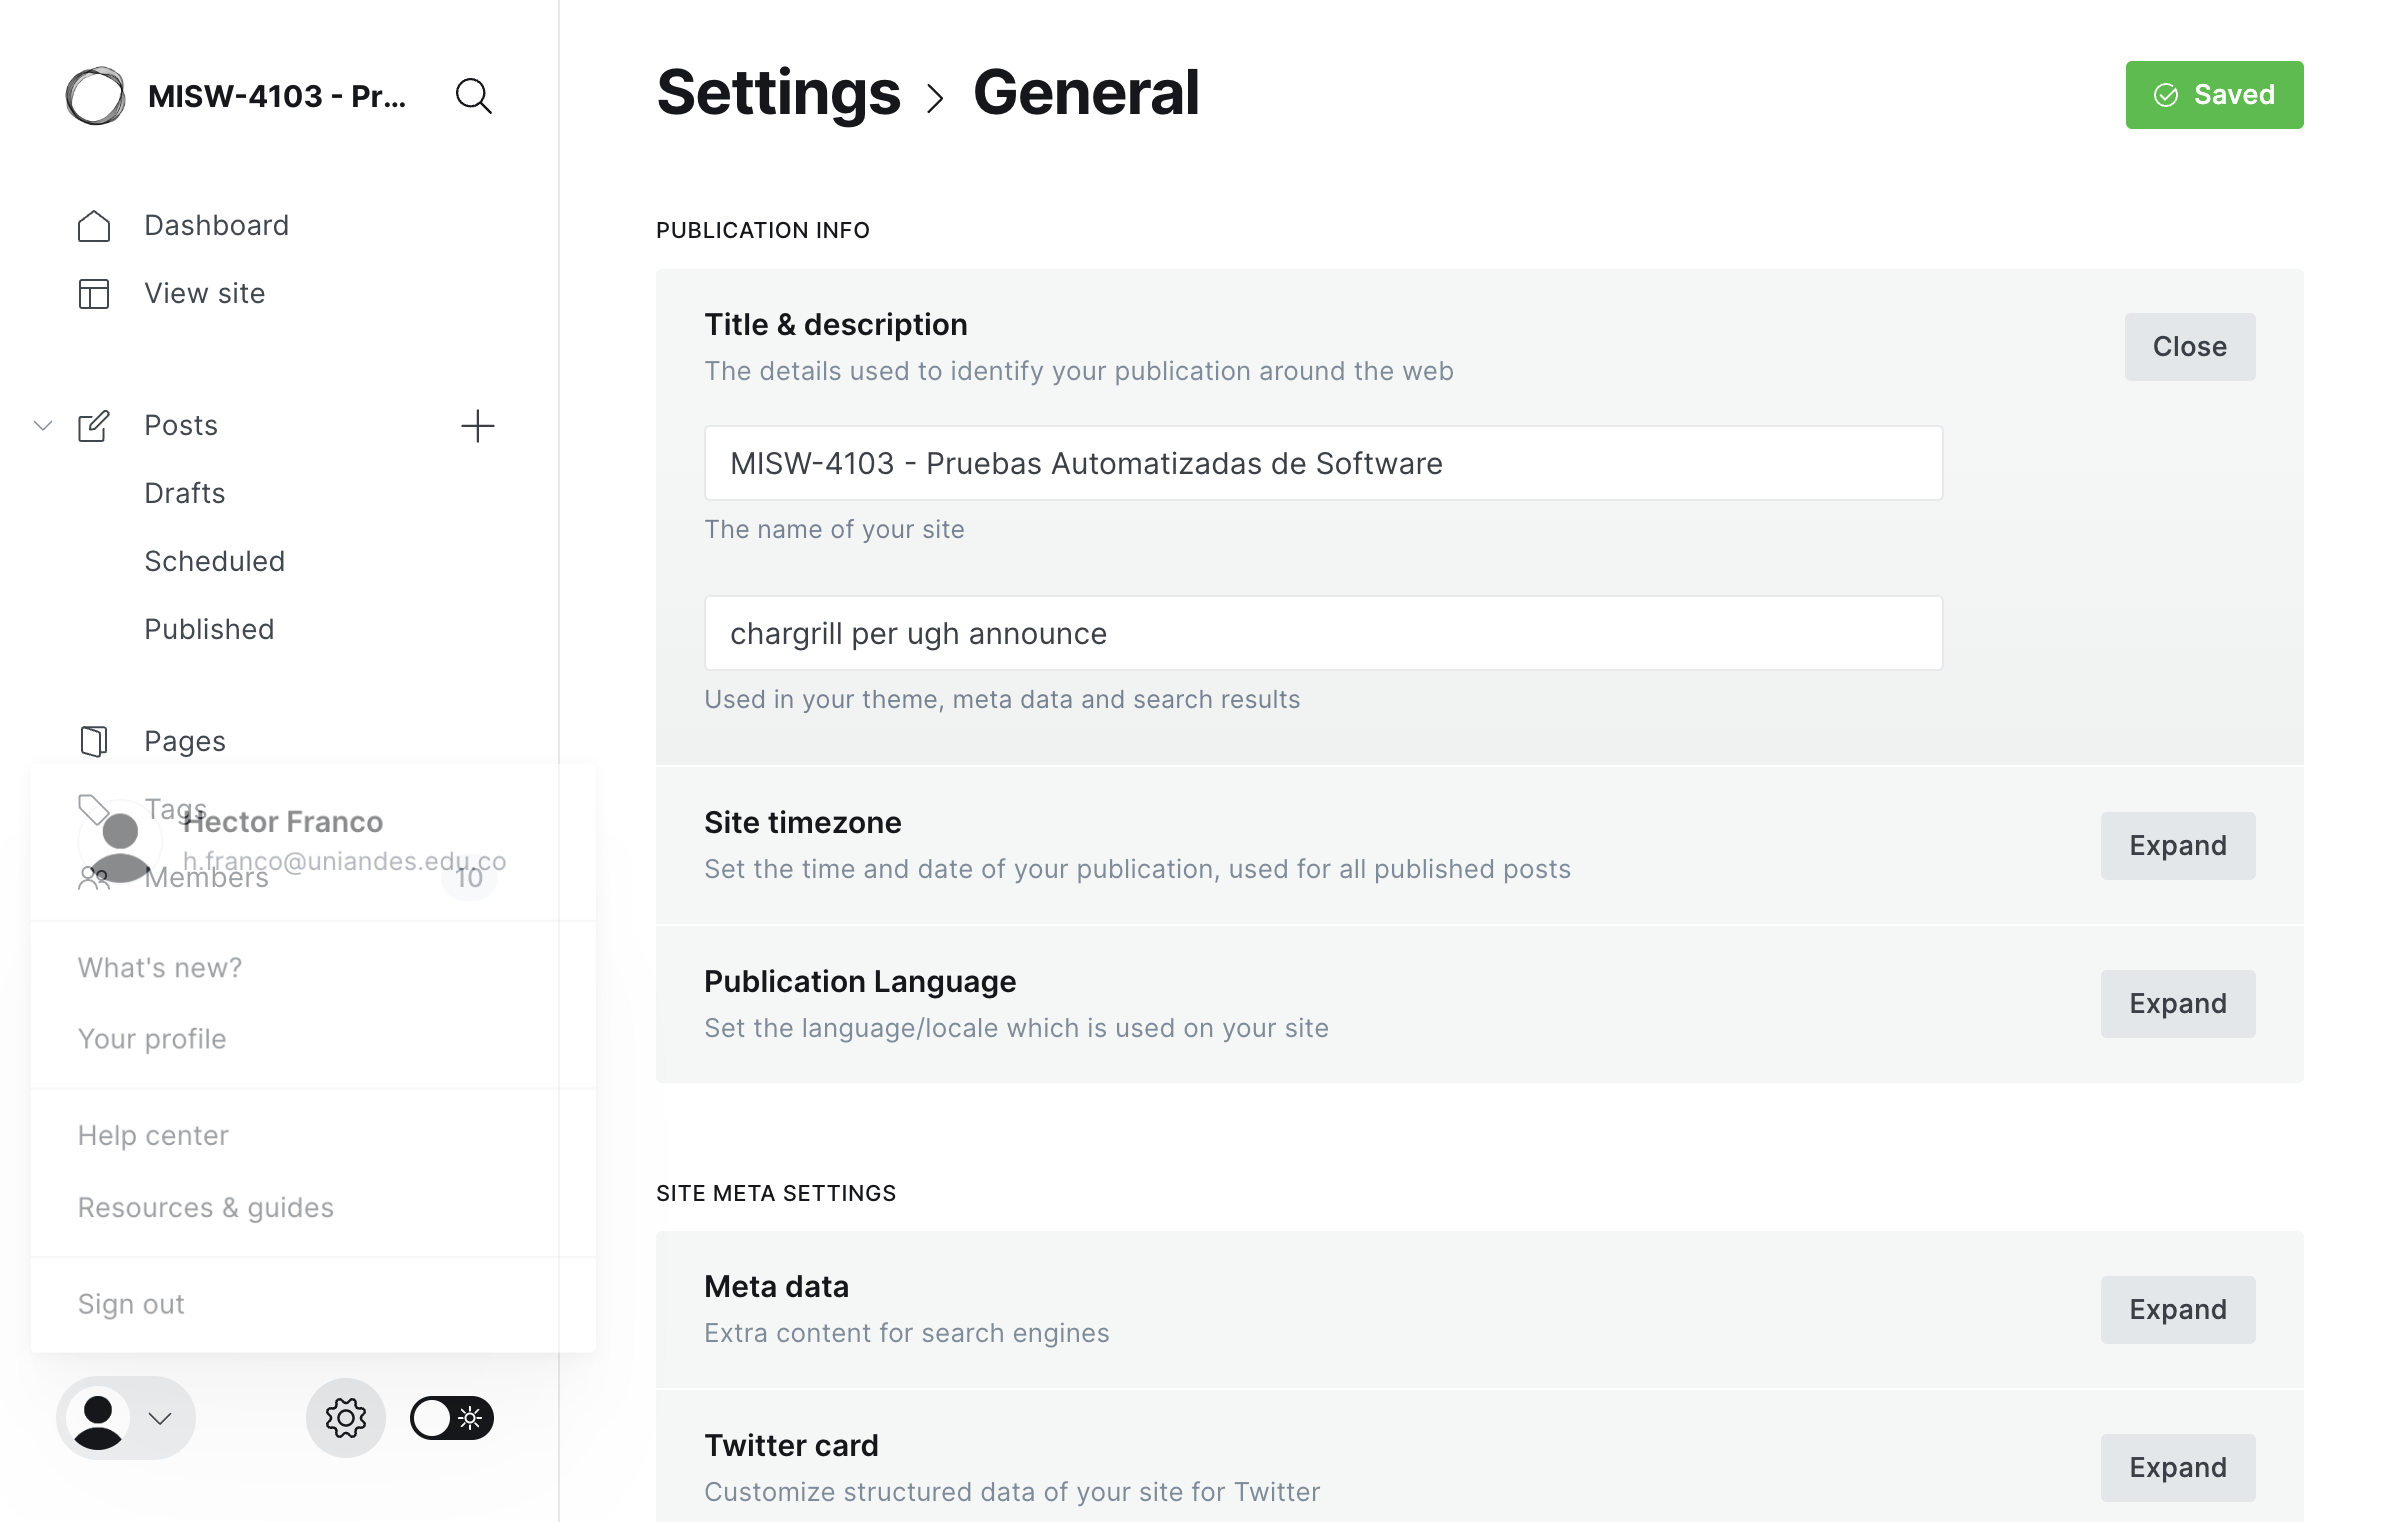 MISW-4103 - Pr...
Dashboard
View site
Posts
Drafts
Scheduled
Published
Pages
Tags
Hector Franco
h.franco@uniandes.edu.co
Members
10
What's new?
Your profile
Help center
Resources & guides
Sign out
Settings > General
Saved
PUBLICATION INFO
Title & description
The details used to identify your publication around the web
Close
MISW-4103 - Pruebas Automatizadas de Software
The name of your site
chargrill per ugh announce
Used in your theme, meta data and search results
Site timezone
Set the time and date of your publication, used for all published posts
Expand
Publication Language
Set the language/locale which is used on your site
Expand
SITE META SETTINGS
Meta data
Extra content for search engines
Expand
Twitter card
Customize structured data of your site for Twitter
Expand